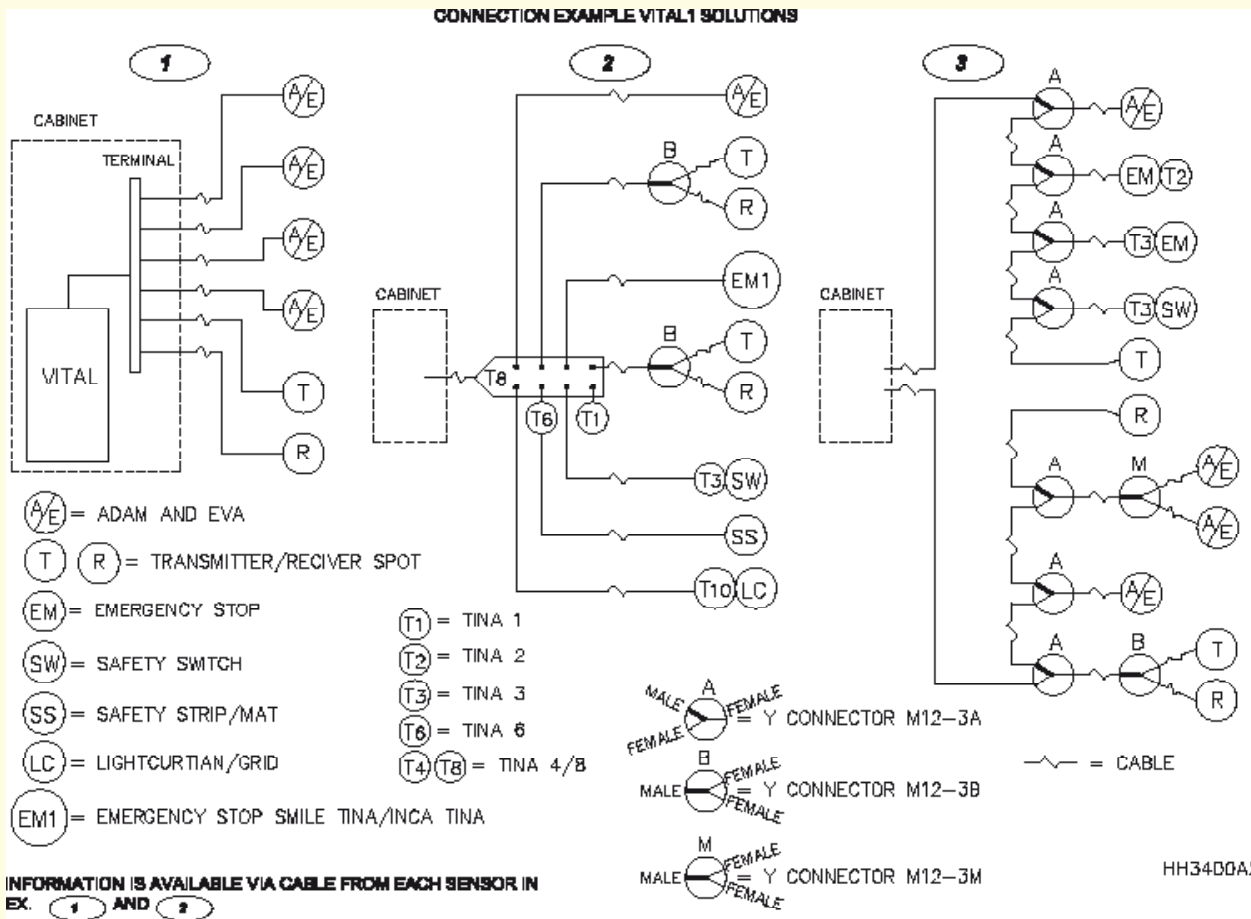 CONNECTION EXAMPLE VITAL1 SOLUTIONS
1
2
3
CABINET
TERMINAL
VITAL
A/E
A/E
A/E
A/E
T
R
CABINET
T8
T6
T1
A/E
B
T
R
EM1
B
T
R
T3 SW
SS
T10 LC
CABINET
A
A/E
A
EM T2
A
T3 EM
A
T3 SW
T
R
A
M
A/E
A/E
A
A/E
A
B
T
R
A/E = ADAM AND EVA
T R = TRANSMITTER/RECIVER SPOT
EM = EMERGENCY STOP
SW = SAFETY SWITCH
SS = SAFETY STRIP/MAT
LC = LIGHTCURTIAN/GRID
EM1 = EMERGENCY STOP SMILE TINA/INCA TINA
T1 = TINA 1
T2 = TINA 2
T3 = TINA 3
T6 = TINA 6
T4 T8 = TINA 4/8
A
MALE FEMALE
FEMALE
= Y CONNECTOR M12-3A
B
MALE FEMALE
FEMALE
= Y CONNECTOR M12-3B
M
MALE FEMALE
FEMALE
= Y CONNECTOR M12-3M
= CABLE
INFORMATION IS AVAILABLE VIA CABLE FROM EACH SENSOR IN
EX. 1 AND 2